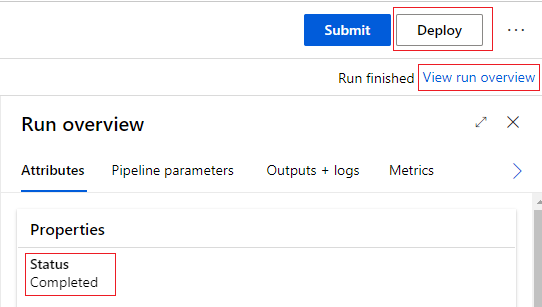 Submit Deploy ...
Run finished View run overview
Run overview
Attributes Pipeline parameters Outputs + logs Metrics
Properties
Status
Completed